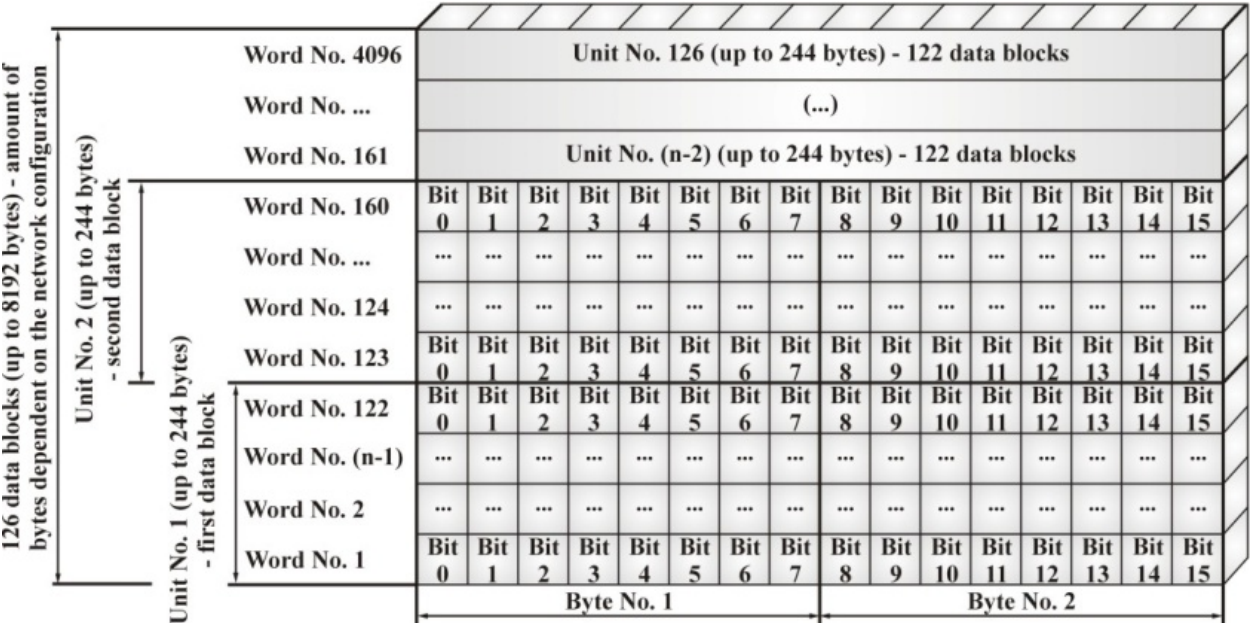 126 data blocks (up to 8192 bytes) - amount of
bytes dependent on the network configuration
Unit No. 2 (up to 244 bytes)
- second data block
Unit No. 1 (up to 244 bytes)
- first data block
Word No. 4096 Unit No. 126 (up to 244 bytes) - 122 data blocks
Word No. ... (...)
Word No. 161 Unit No. (n-2) (up to 244 bytes) - 122 data blocks
Word No. 160 Bit Bit Bit Bit Bit Bit Bit Bit Bit Bit Bit Bit Bit Bit Bit Bit
0 1 2 3 4 5 6 7 8 9 10 11 12 13 14 15
Word No. ... ... ... ... ... ... ... ... ... ... ... ... ... ... ... ... ...
Word No. 124 ... ... ... ... ... ... ... ... ... ... ... ... ... ... ... ...
Word No. 123 Bit Bit Bit Bit Bit Bit Bit Bit Bit Bit Bit Bit Bit Bit Bit Bit
0 1 2 3 4 5 6 7 8 9 10 11 12 13 14 15
Word No. 122 Bit Bit Bit Bit Bit Bit Bit Bit Bit Bit Bit Bit Bit Bit Bit Bit
0 1 2 3 4 5 6 7 8 9 10 11 12 13 14 15
Word No. (n-1) ... ... ... ... ... ... ... ... ... ... ... ... ... ... ... ...
Word No. 2 ... ... ... ... ... ... ... ... ... ... ... ... ... ... ... ...
Word No. 1 Bit Bit Bit Bit Bit Bit Bit Bit Bit Bit Bit Bit Bit Bit Bit Bit
0 1 2 3 4 5 6 7 8 9 10 11 12 13 14 15
Byte No. 1 Byte No. 2